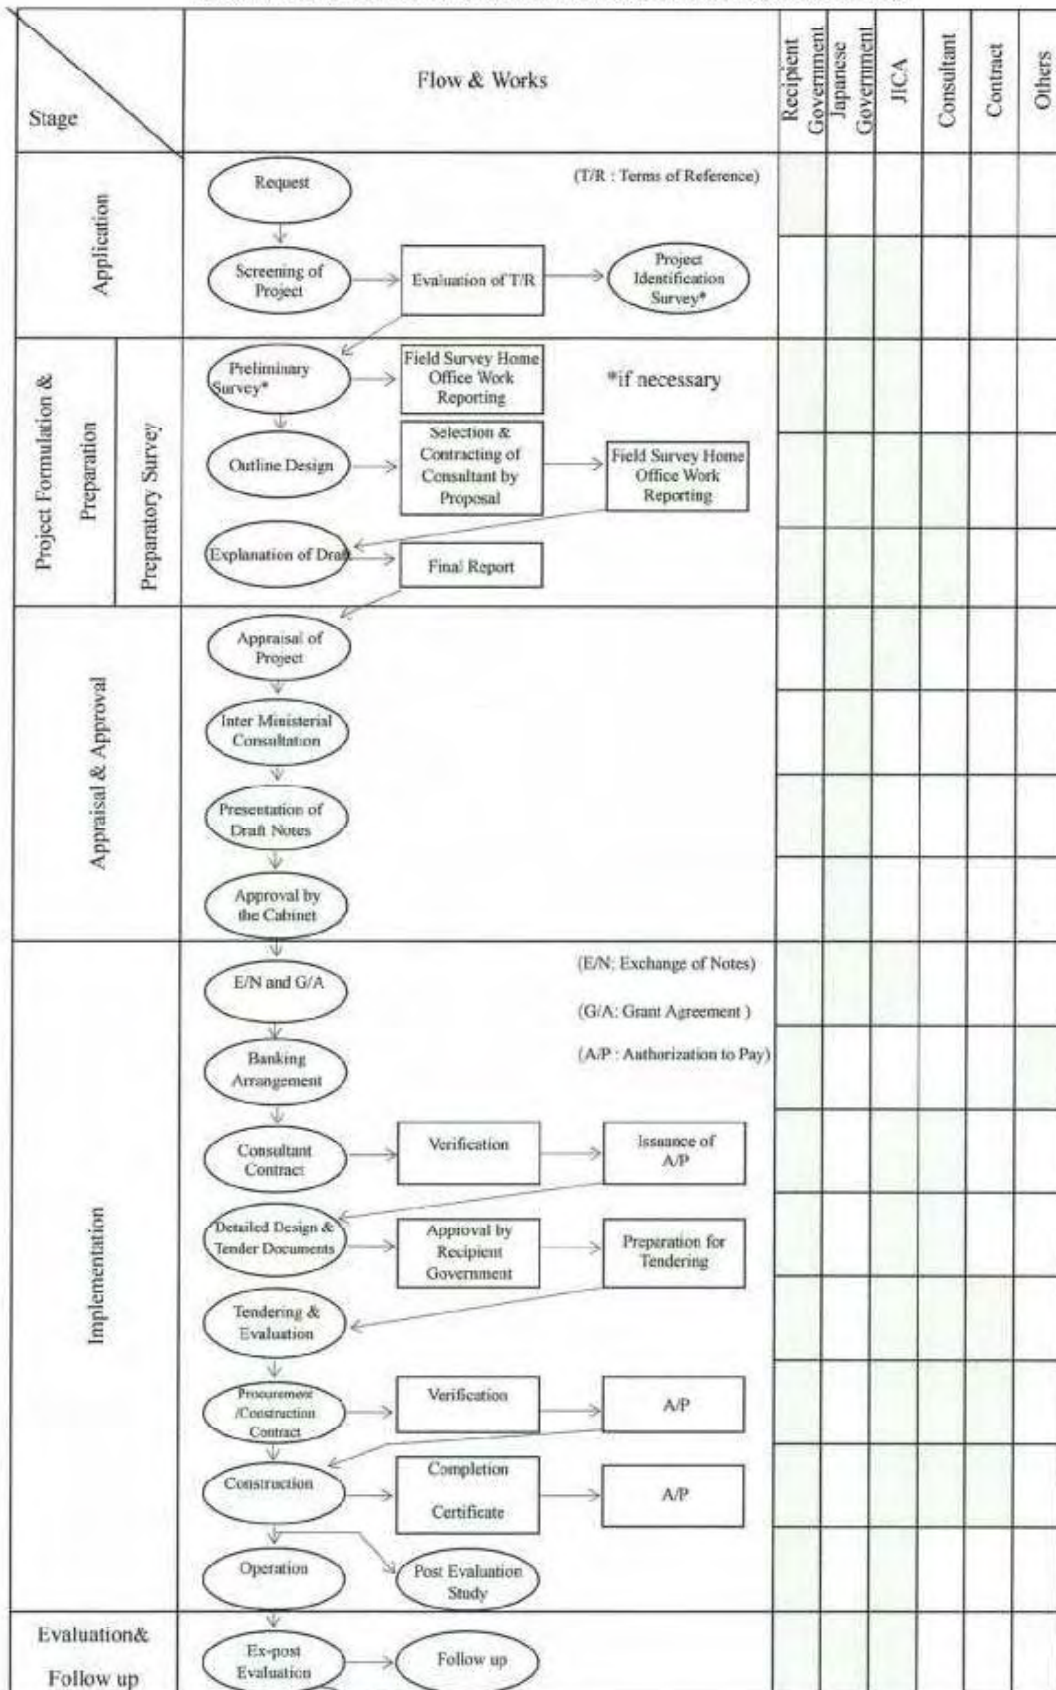 Stage
Flow & Works
Recipient
Government
Japanese
Government
JICA
Consultant
Contract
Others
Application
Request
(T/R : Terms of Reference)
Screening of
Project
Evaluation of T/R
Project
Identification
Survey*
Project Formulation &
Preparation
Preparatory Survey
Preliminary
Survey*
Field Survey Home
Office Work
Reporting
*if necessary
Outline Design
Selection &
Contracting of
Consultant by
Proposal
Field Survey Home
Office Work
Reporting
Explanation of Draft
Final Report
Appraisal & Approval
Appraisal of
Project
Inter Ministerial
Consultation
Presentation of
Draft Notes
Approval by
the Cabinet
Implementation
E/N and G/A
(E/N: Exchange of Notes)
(G/A: Grant Agreement )
(A/P : Authorization to Pay)
Banking
Arrangement
Consultant
Contract
Verification
Issuance of
A/P
Detailed Design &
Tender Documents
Approval by
Recipient
Government
Preparation for
Tendering
Tendering &
Evaluation
Procurement
/Construction
Contract
Verification
A/P
Construction
Completion
Certificate
A/P
Operation
Post Evaluation
Study
Evaluation&
Follow up
Ex-post
Evaluation
Follow up